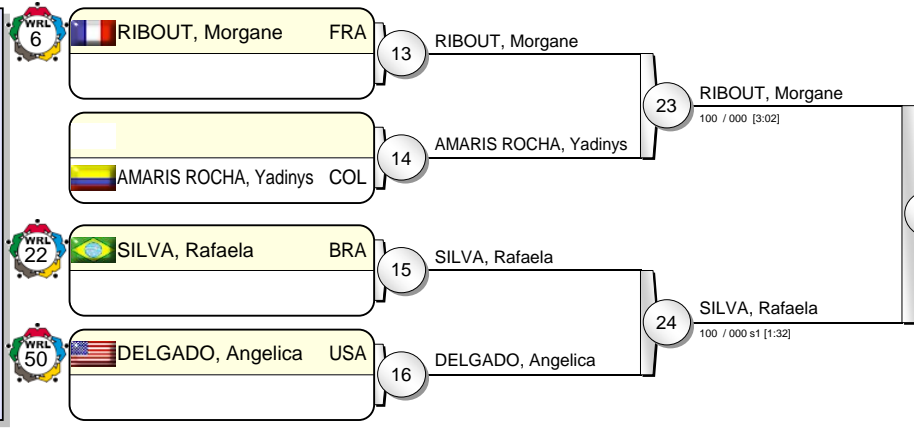 WRL
6
RIBOUT, Morgane FRA
13
RIBOUT, Morgane
23
RIBOUT, Morgane
100 / 000 [3:02]
14
AMARIS ROCHA, Yadinys
AMARIS ROCHA, Yadinys COL
WRL
22
SILVA, Rafaela BRA
15
SILVA, Rafaela
24
SILVA, Rafaela
100 / 000 s1 [1:32]
WRL
50
DELGADO, Angelica USA
16
DELGADO, Angelica